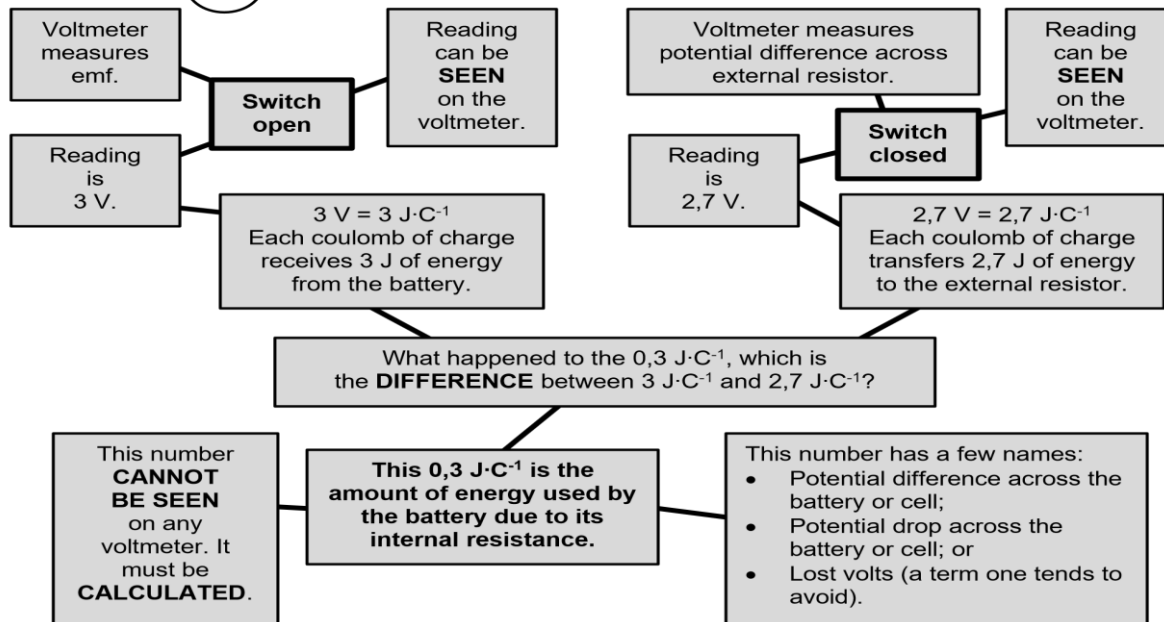 Voltmeter
measures
emf.
Switch
open
Reading
can be
SEEN
on the
voltmeter.
Reading
is
3 V.
3 V = 3 J·C⁻¹
Each coulomb of charge
receives 3 J of energy
from the battery.
Voltmeter measures
potential difference across
external resistor.
Switch
closed
Reading
can be
SEEN
on the
voltmeter.
Reading
is
2,7 V.
2,7 V = 2,7 J·C⁻¹
Each coulomb of charge
transfers 2,7 J of energy
to the external resistor.
What happened to the 0,3 J·C⁻¹, which is
the DIFFERENCE between 3 J·C⁻¹ and 2,7 J·C⁻¹?
This number
CANNOT
BE SEEN
on any
voltmeter. It
must be
CALCULATED.
This 0,3 J·C⁻¹ is the
amount of energy used by
the battery due to its
internal resistance.
This number has a few names:
• Potential difference across the
battery or cell;
• Potential drop across the
battery or cell; or
• Lost volts (a term one tends to
avoid).